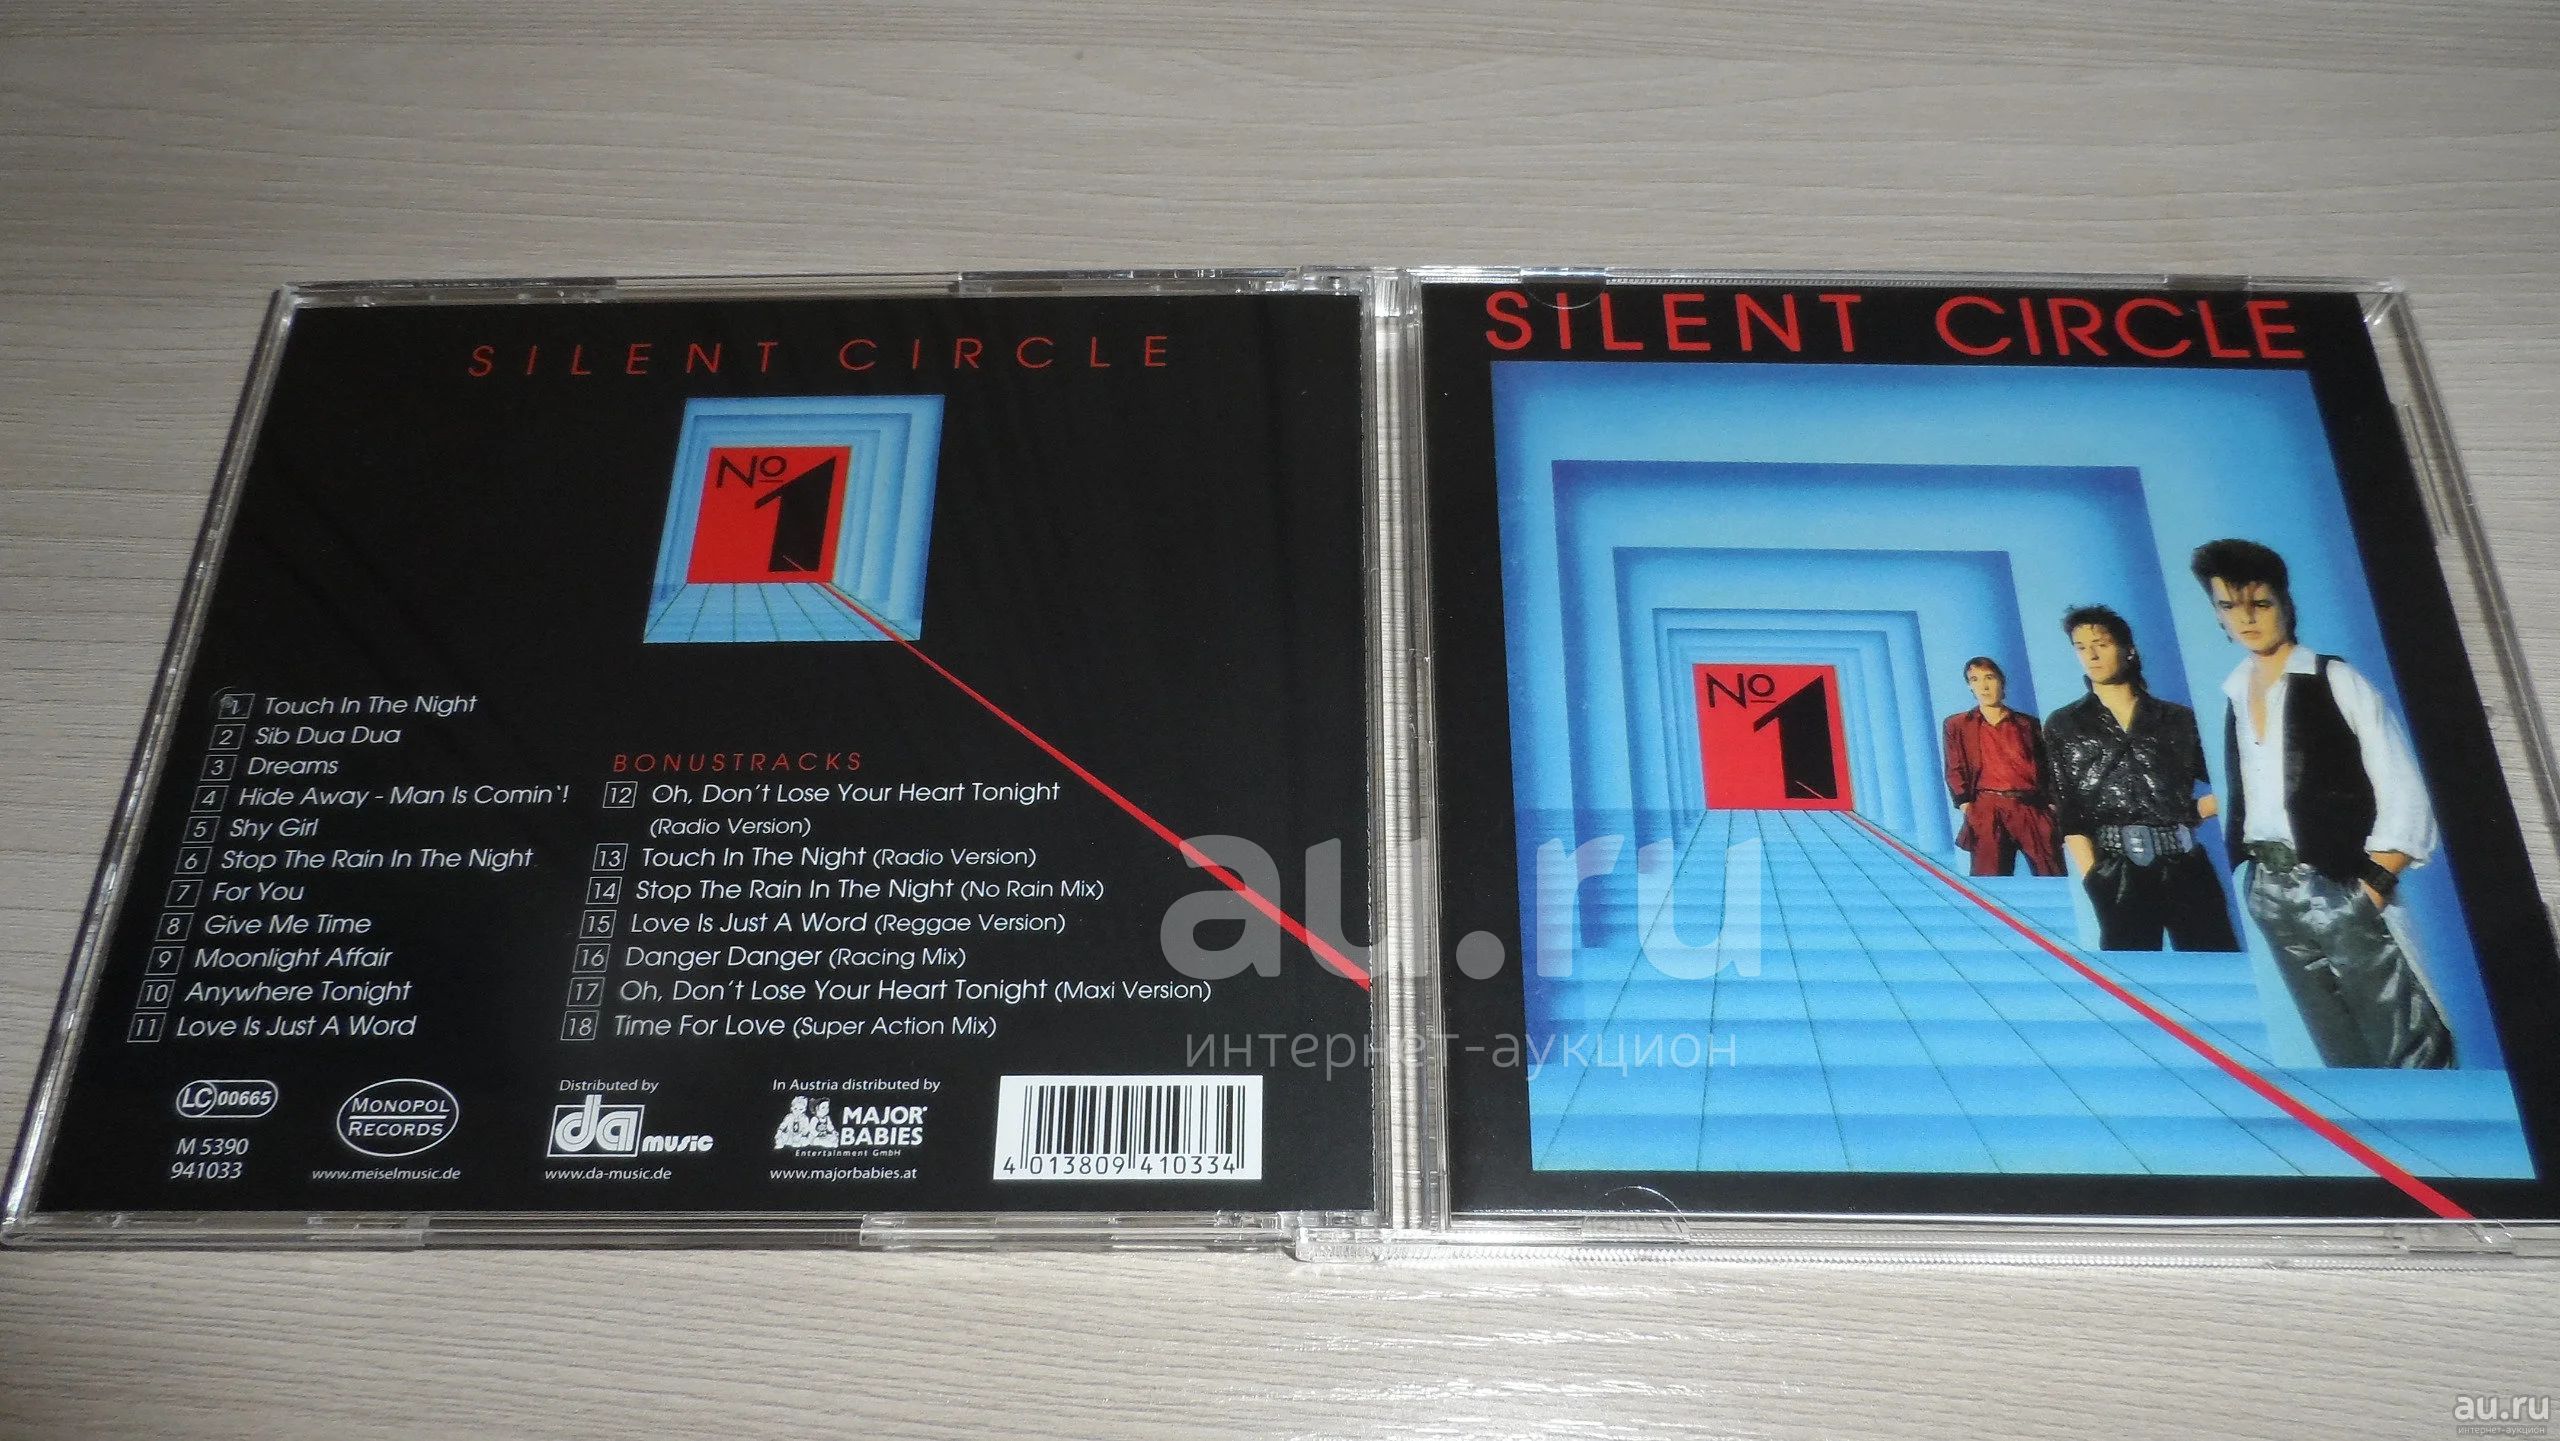 SILENT CIRCLE
No 1
1 Touch In The Night
2 Sib Dua Dua
3 Dreams
4 Hide Away - Man Is Comin`!
5 Shy Girl
6 Stop The Rain In The Night
7 For You
8 Give Me Time
9 Moonlight Affair
10 Anywhere Tonight
11 Love Is Just A Word
BONUSTRACKS
12 Oh, Don't Lose Your Heart Tonight
(Radio Version)
13 Touch In The Night (Radio Version)
14 Stop The Rain In The Night (No Rain Mix)
15 Love Is Just A Word (Reggae Version)
16 Danger Danger (Racing Mix)
17 Oh, Don't Lose Your Heart Tonight (Maxi Version)
18 Time For Love (Super Action Mix)
LC 00665
M 5390
941033
MONOPOL
RECORDS
www.meiselmusic.de
Distributed by
da music
www.da-music.de
In Austria distributed by
MAJOR
BABIES
Entertainment GmbH
www.majorbabies.at
4 013809 410334
SILENT CIRCLE
No 1
au.ru
интернет-аукцион
au.ru
интернет-аукцион